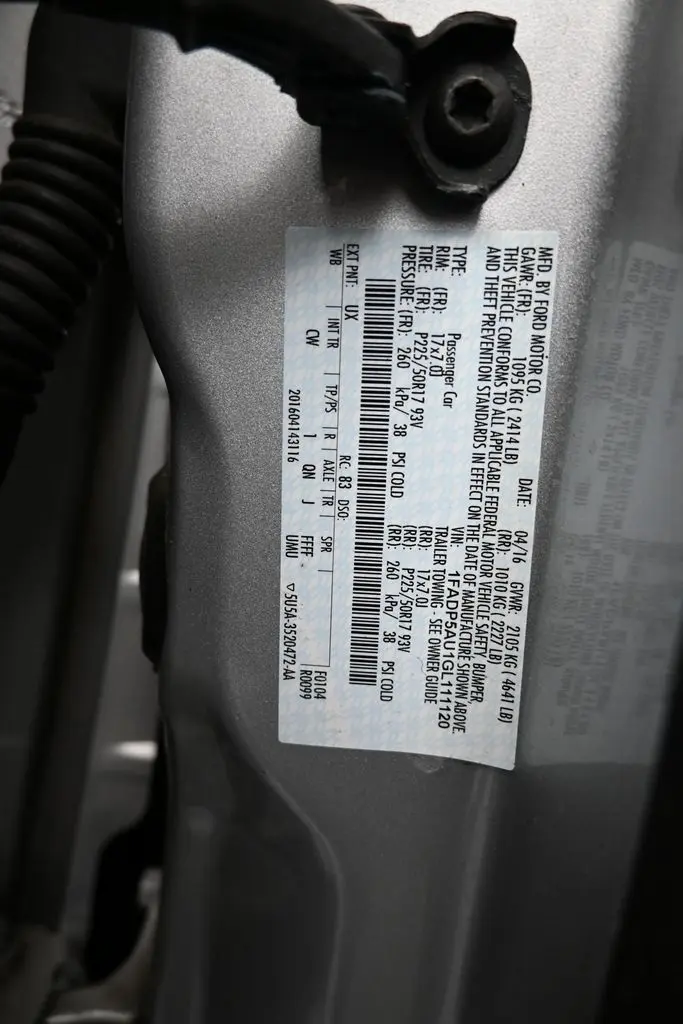 MFD. BY FORD MOTOR CO.
DATE: 04/16 GVWR: 2105 KG ( 4641 LB)
GAWR: (FR): 1095 KG ( 2414 LB) (RR): 1010 KG ( 2227 LB)
THIS VEHICLE CONFORMS TO ALL APPLICABLE FEDERAL MOTOR VEHICLE SAFETY, BUMPER,
AND THEFT PREVENTION STANDARDS IN EFFECT ON THE DATE OF MANUFACTURE SHOWN ABOVE.
VIN: 1FADP5AU1GL111120
TYPE: Passenger Car TRAILER TOWING - SEE OWNER GUIDE
RIM: (FR): 17x7.0J (RR): 17x7.0J
TIRE: (FR): P225/50R17 93V (RR): P225/50R17 93V
PRESSURE: (FR): 260 kPa/ 38 PSI COLD (RR): 260 kPa/ 38 PSI COLD
EXT PNT: UX RC: 83 DSO: F0104
WB | INT TR | TP/PS | R | AXLE | TR | SPR | R0099
CW 1 QN J FFFF
201604143116 UMU ▽5U5A-3520472-AA